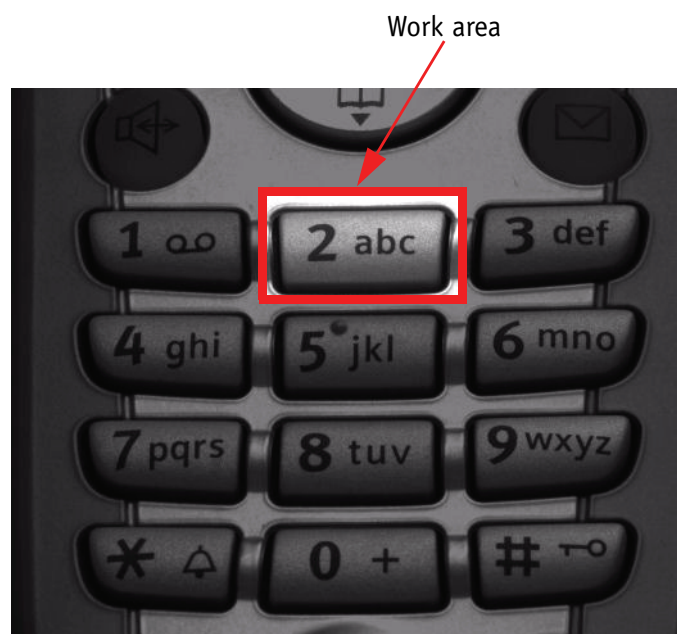 Work area
1
2 abc
3 def
4 ghi
5 jkl
6 mno
7 pqrs
8 tuv
9 wxyz
*
0 +
#